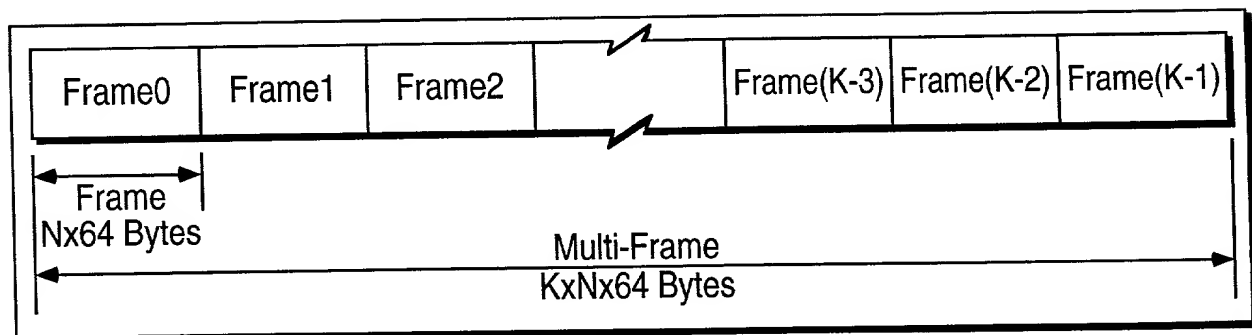 Frame0 Frame1 Frame2 Frame(K-3) Frame(K-2) Frame(K-1)
Frame
Nx64 Bytes
Multi-Frame
KxNx64 Bytes